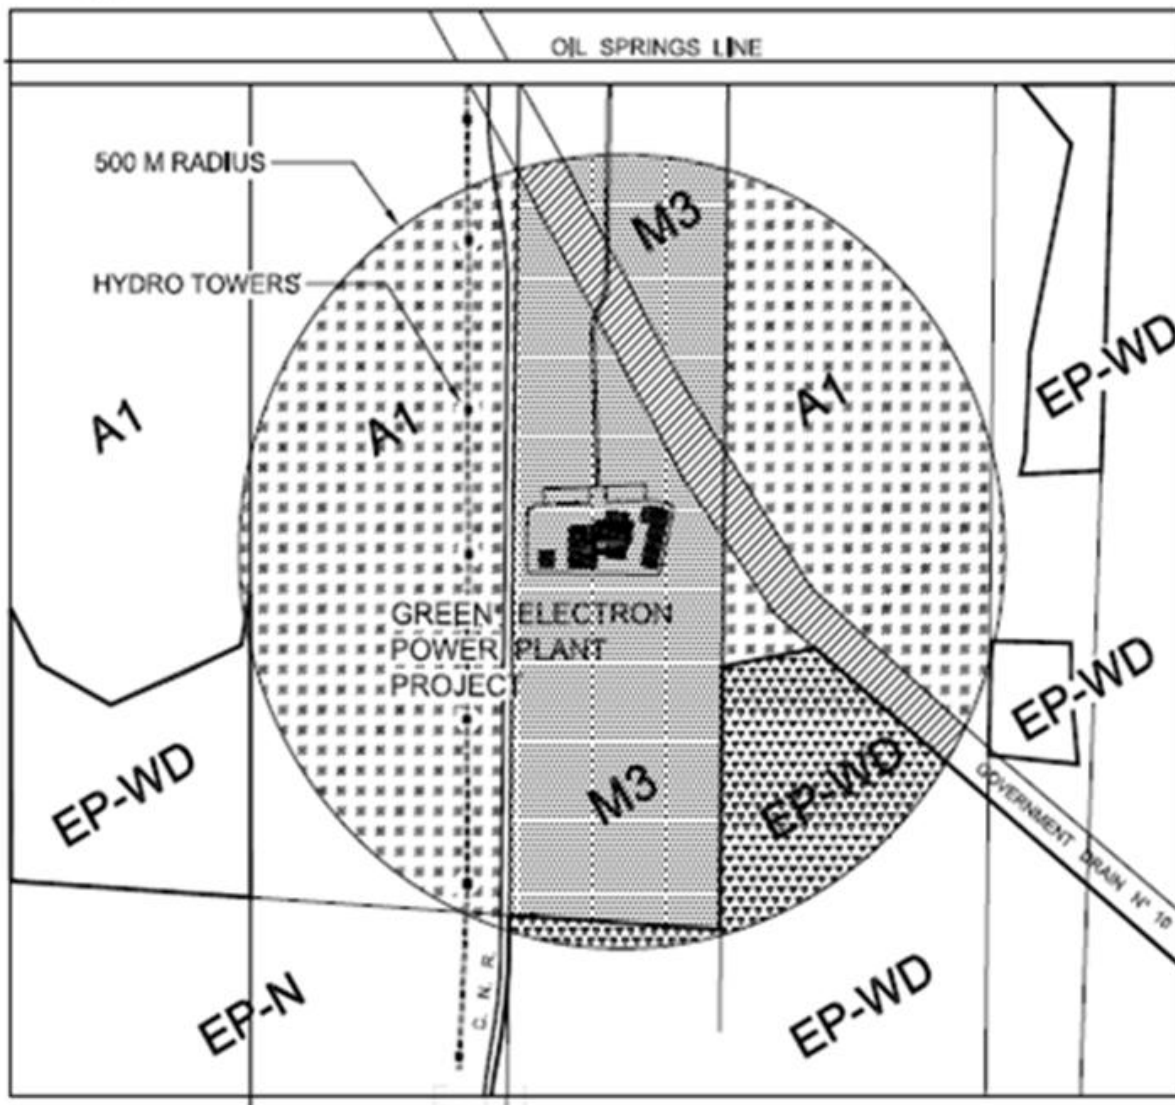 OIL SPRINGS LINE
500 M RADIUS
M3
HYDRO TOWERS
EP-WD
A1
A1
A1
GREEN ELECTRON
POWER PLANT
PROJECT
EP-WD
EP-WD
M3
EP-WD
GOVERNMENT DRAIN N° 10
C. N. R.
EP-N
EP-WD